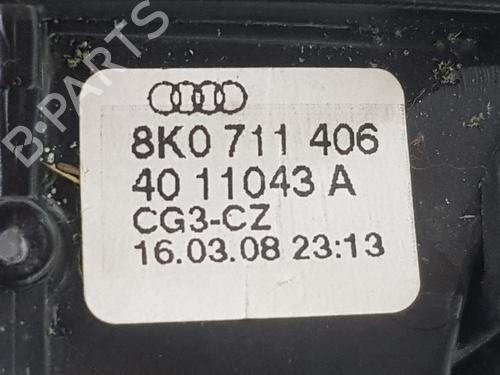 B-PARTS
8K0 711 406
40 11043 A
CG3-CZ
16.03.08 23:13